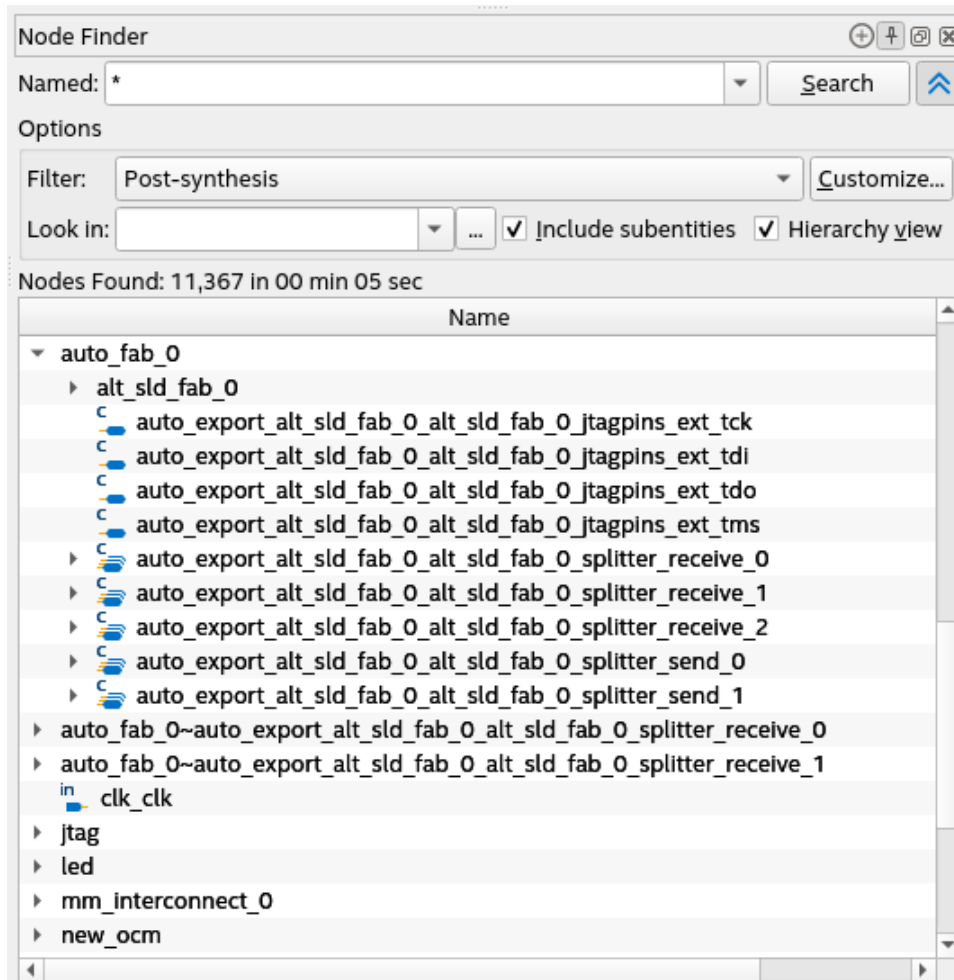 Node Finder
Named: * Search
Options
Filter: Post-synthesis Customize...
Look in: ... Include subentities Hierarchy view
Nodes Found: 11,367 in 00 min 05 sec
Name
auto_fab_0
alt_sld_fab_0
C auto_export_alt_sld_fab_0_alt_sld_fab_0_jtagpins_ext_tck
C auto_export_alt_sld_fab_0_alt_sld_fab_0_jtagpins_ext_tdi
C auto_export_alt_sld_fab_0_alt_sld_fab_0_jtagpins_ext_tdo
C auto_export_alt_sld_fab_0_alt_sld_fab_0_jtagpins_ext_tms
C auto_export_alt_sld_fab_0_alt_sld_fab_0_splitter_receive_0
C auto_export_alt_sld_fab_0_alt_sld_fab_0_splitter_receive_1
C auto_export_alt_sld_fab_0_alt_sld_fab_0_splitter_receive_2
C auto_export_alt_sld_fab_0_alt_sld_fab_0_splitter_send_0
C auto_export_alt_sld_fab_0_alt_sld_fab_0_splitter_send_1
auto_fab_0~auto_export_alt_sld_fab_0_alt_sld_fab_0_splitter_receive_0
auto_fab_0~auto_export_alt_sld_fab_0_alt_sld_fab_0_splitter_receive_1
in clk_clk
jtag
led
mm_interconnect_0
new_ocm